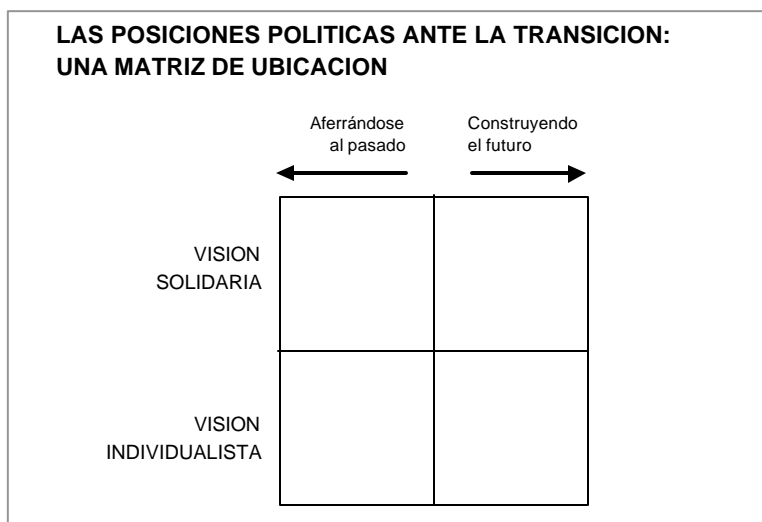 LAS POSICIONES POLITICAS ANTE LA TRANSICION:
UNA MATRIZ DE UBICACION
Aferrándose
al pasado
Construyendo
el futuro
VISION
SOLIDARIA
VISION
INDIVIDUALISTA